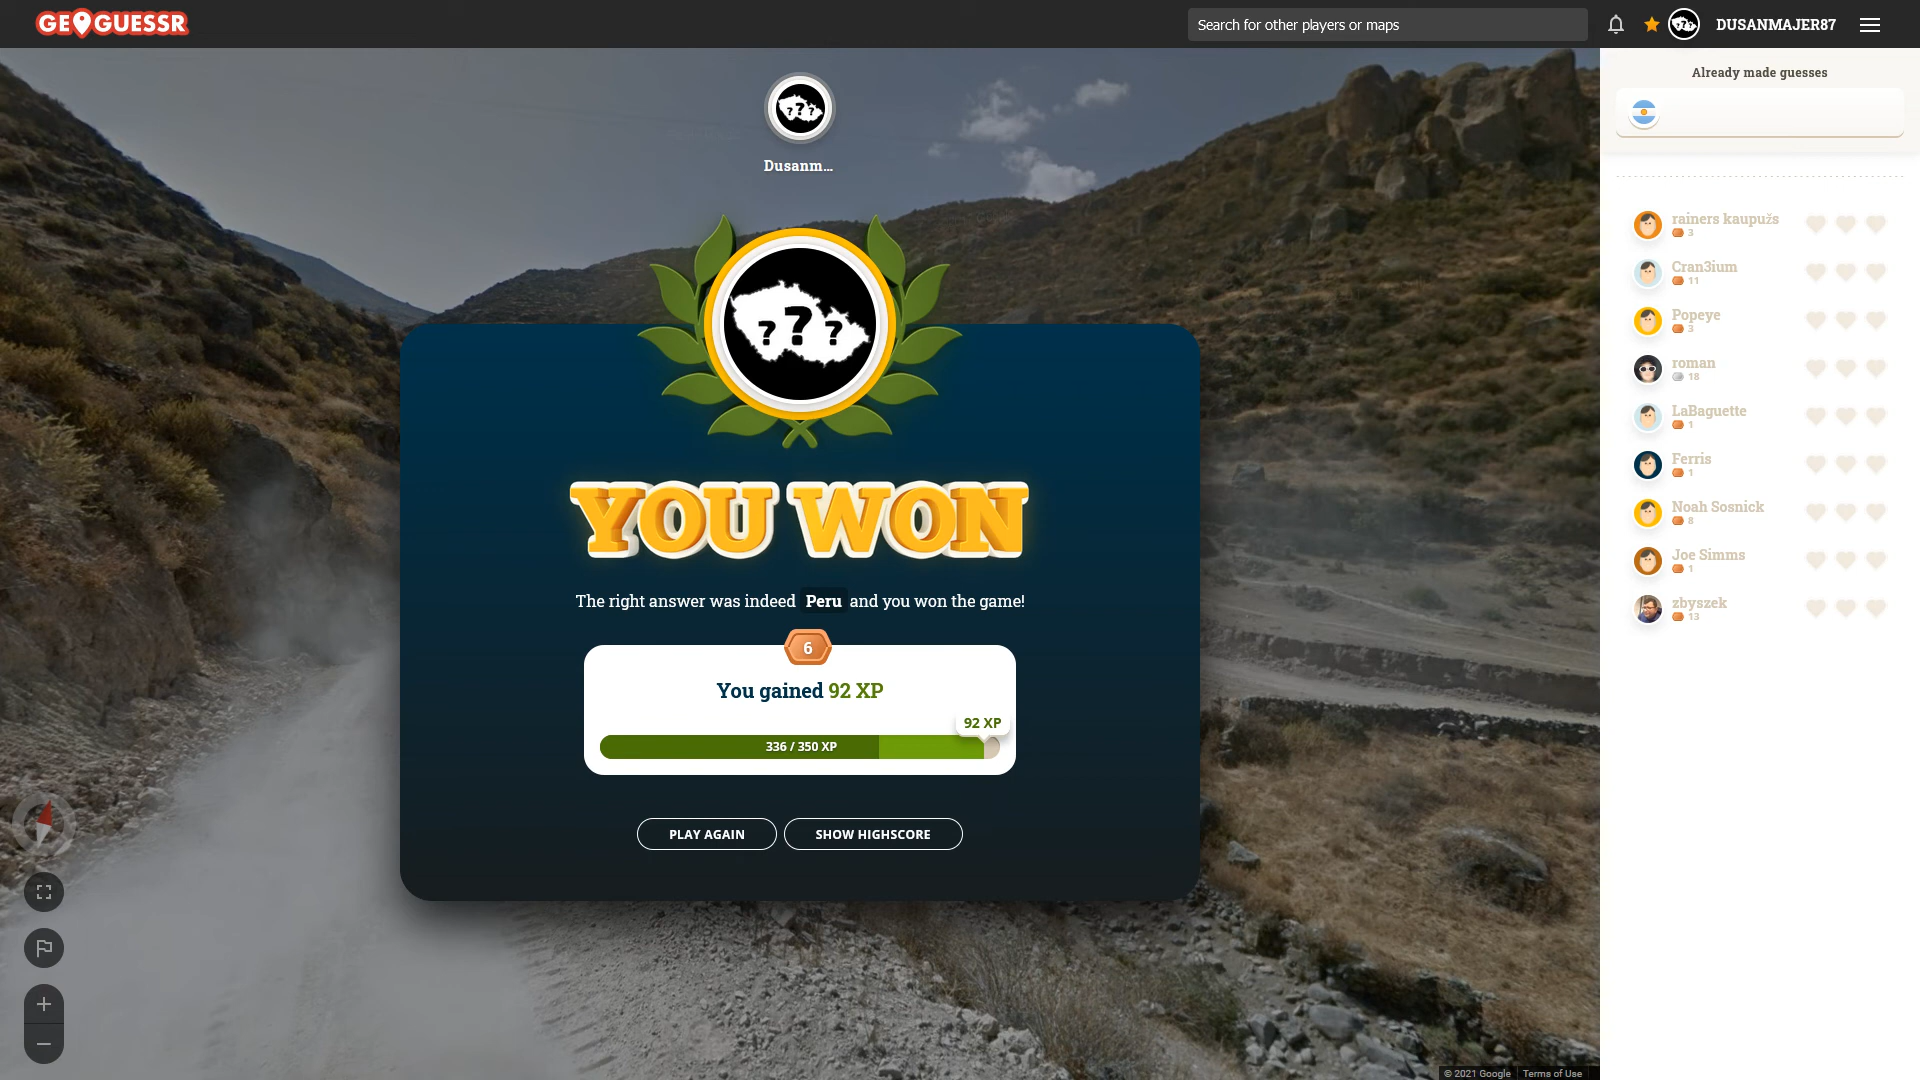 GEOGUESSR
Search for other players or maps
DUSANMAJER87
Already made guesses
Dusanm...
? ? ?
YOU WON
The right answer was indeed Peru and you won the game!
6
You gained 92 XP
92 XP
336 / 350 XP
PLAY AGAIN
SHOW HIGHSCORE
rainers kaupužs
3
Cran3ium
11
Popeye
3
roman
18
LaBaguette
1
Ferris
1
Noah Sosnick
8
Joe Simms
1
zbyszek
13
© 2021 Google
Terms of Use